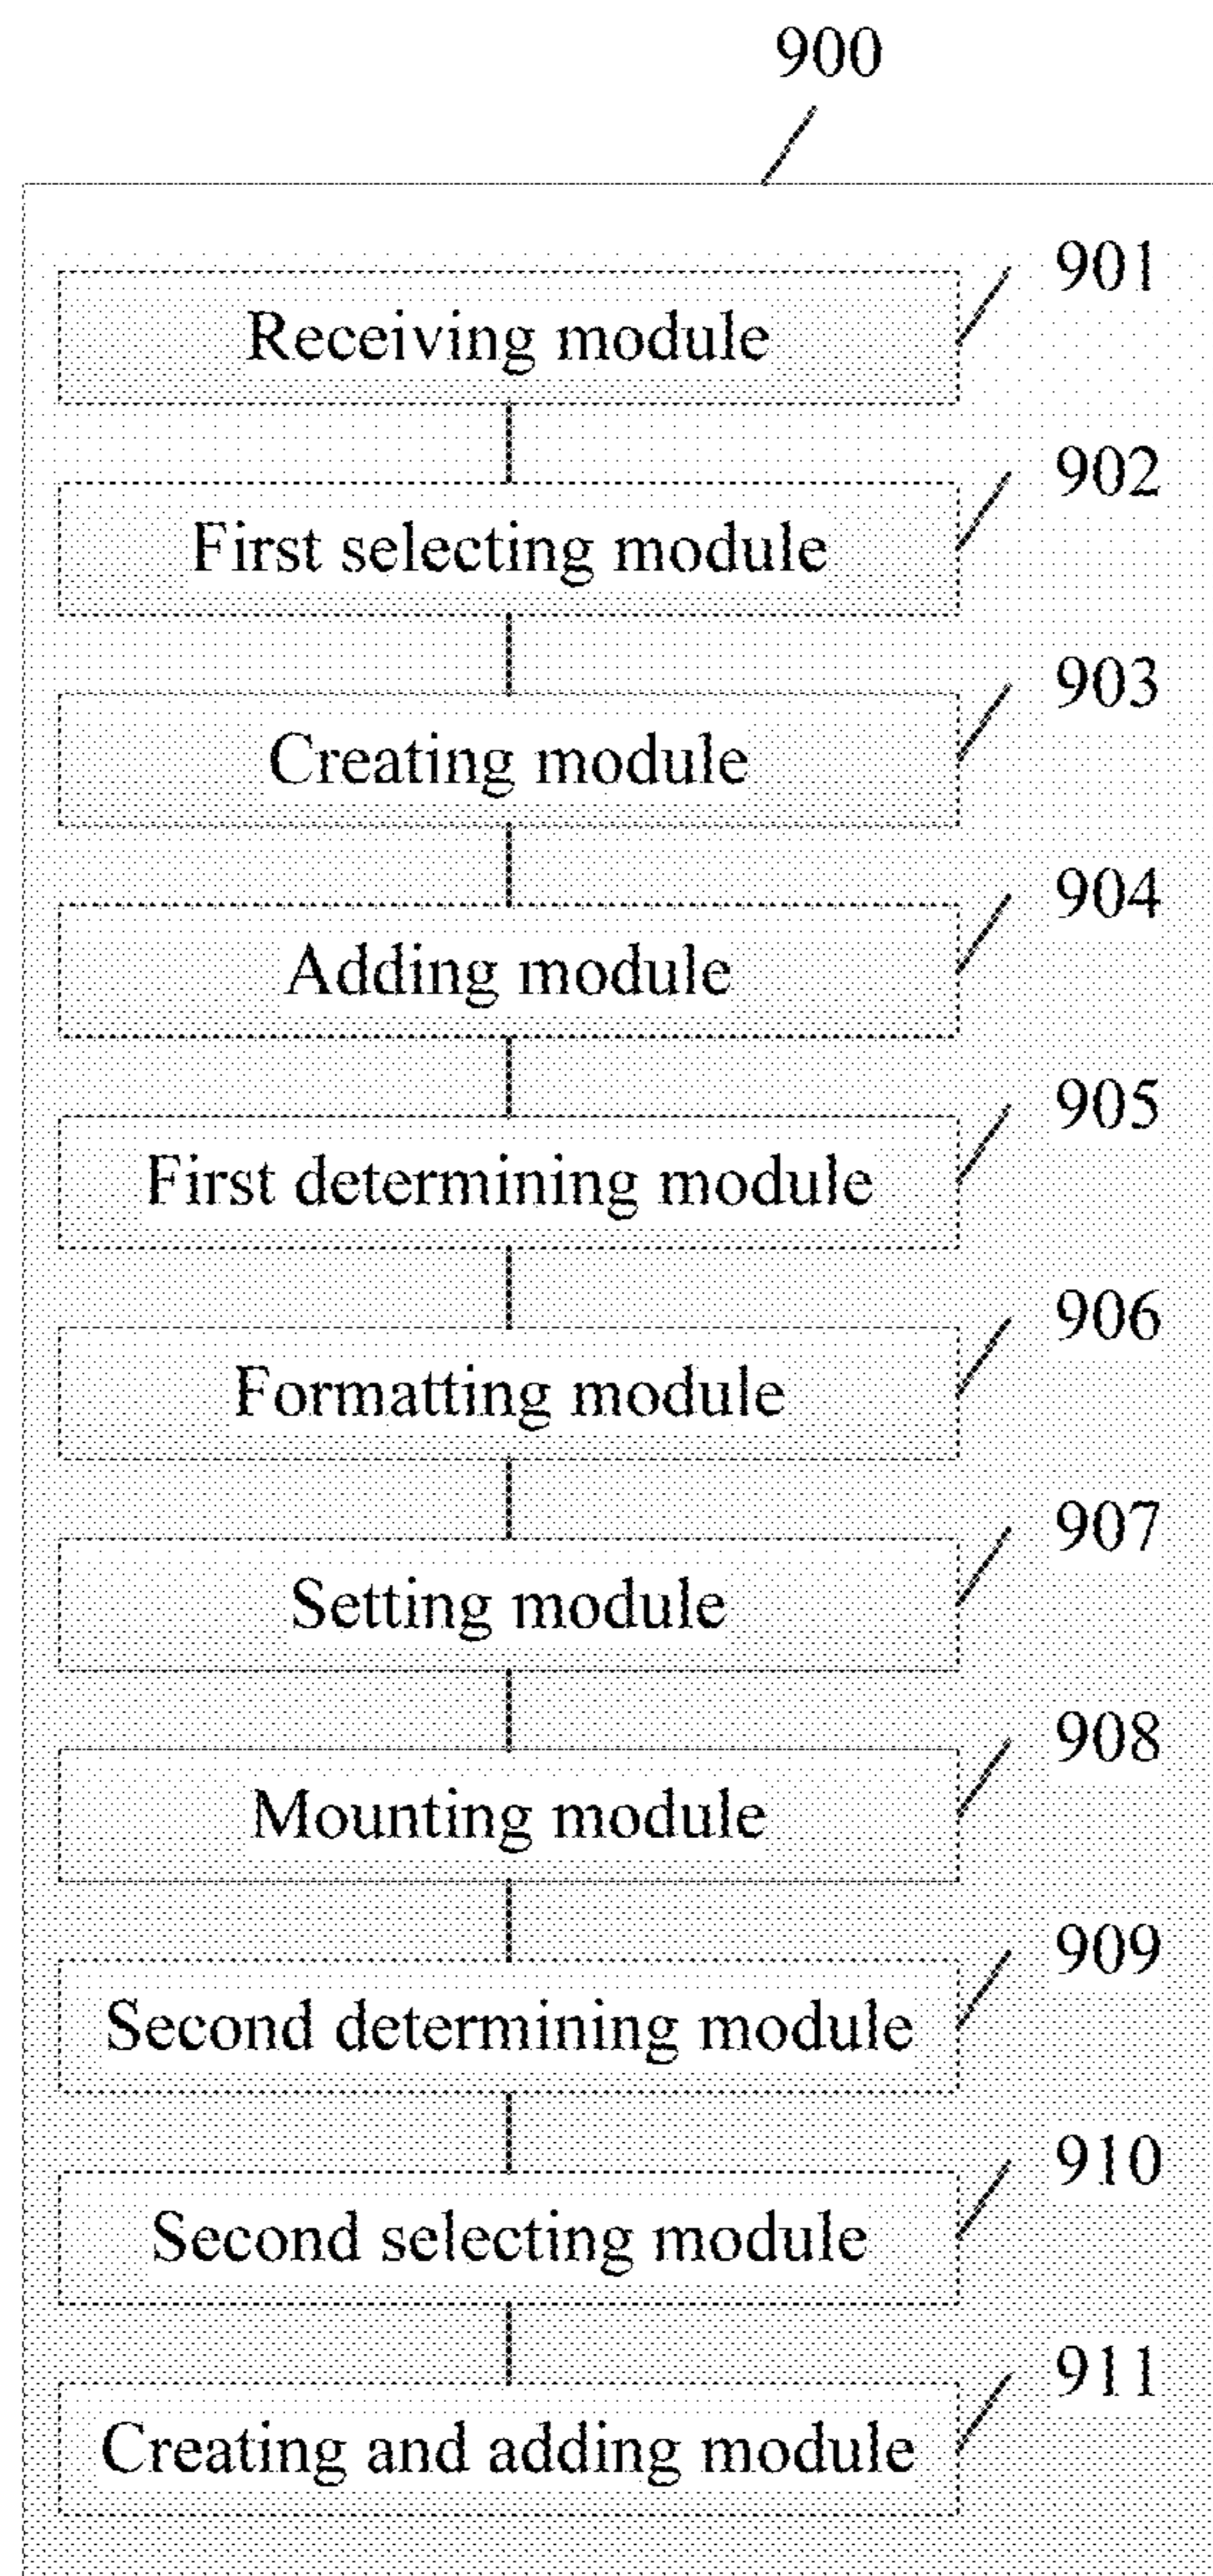 900
901
Receiving module
902
First selecting module
903
Creating module
904
Adding module
905
First determining module
906
Formatting module
907
Setting module
908
Mounting module
909
Second determining module
910
Second selecting module
911
Creating and adding module